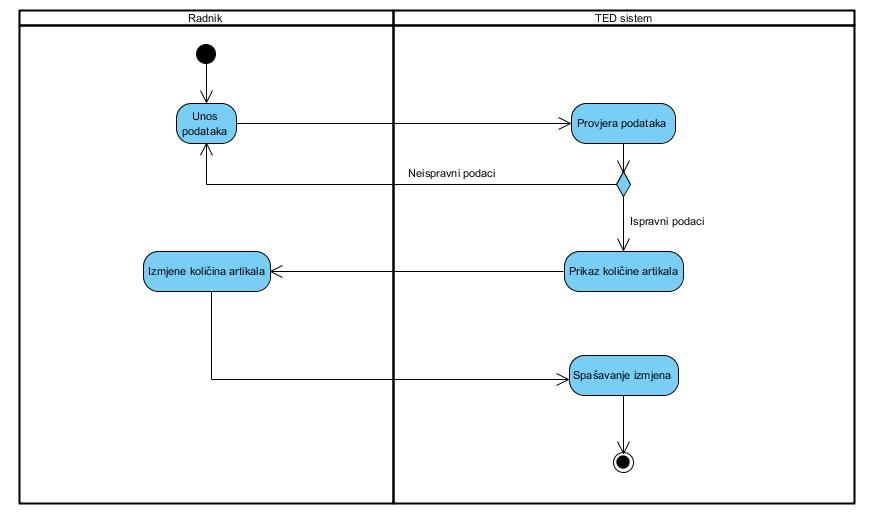 Radnik
TED sistem
Unos
podataka
Provjera podataka
Neispravni podaci
Ispravni podaci
Izmjene količina artikala
Prikaz količine artikala
Spašavanje izmjena